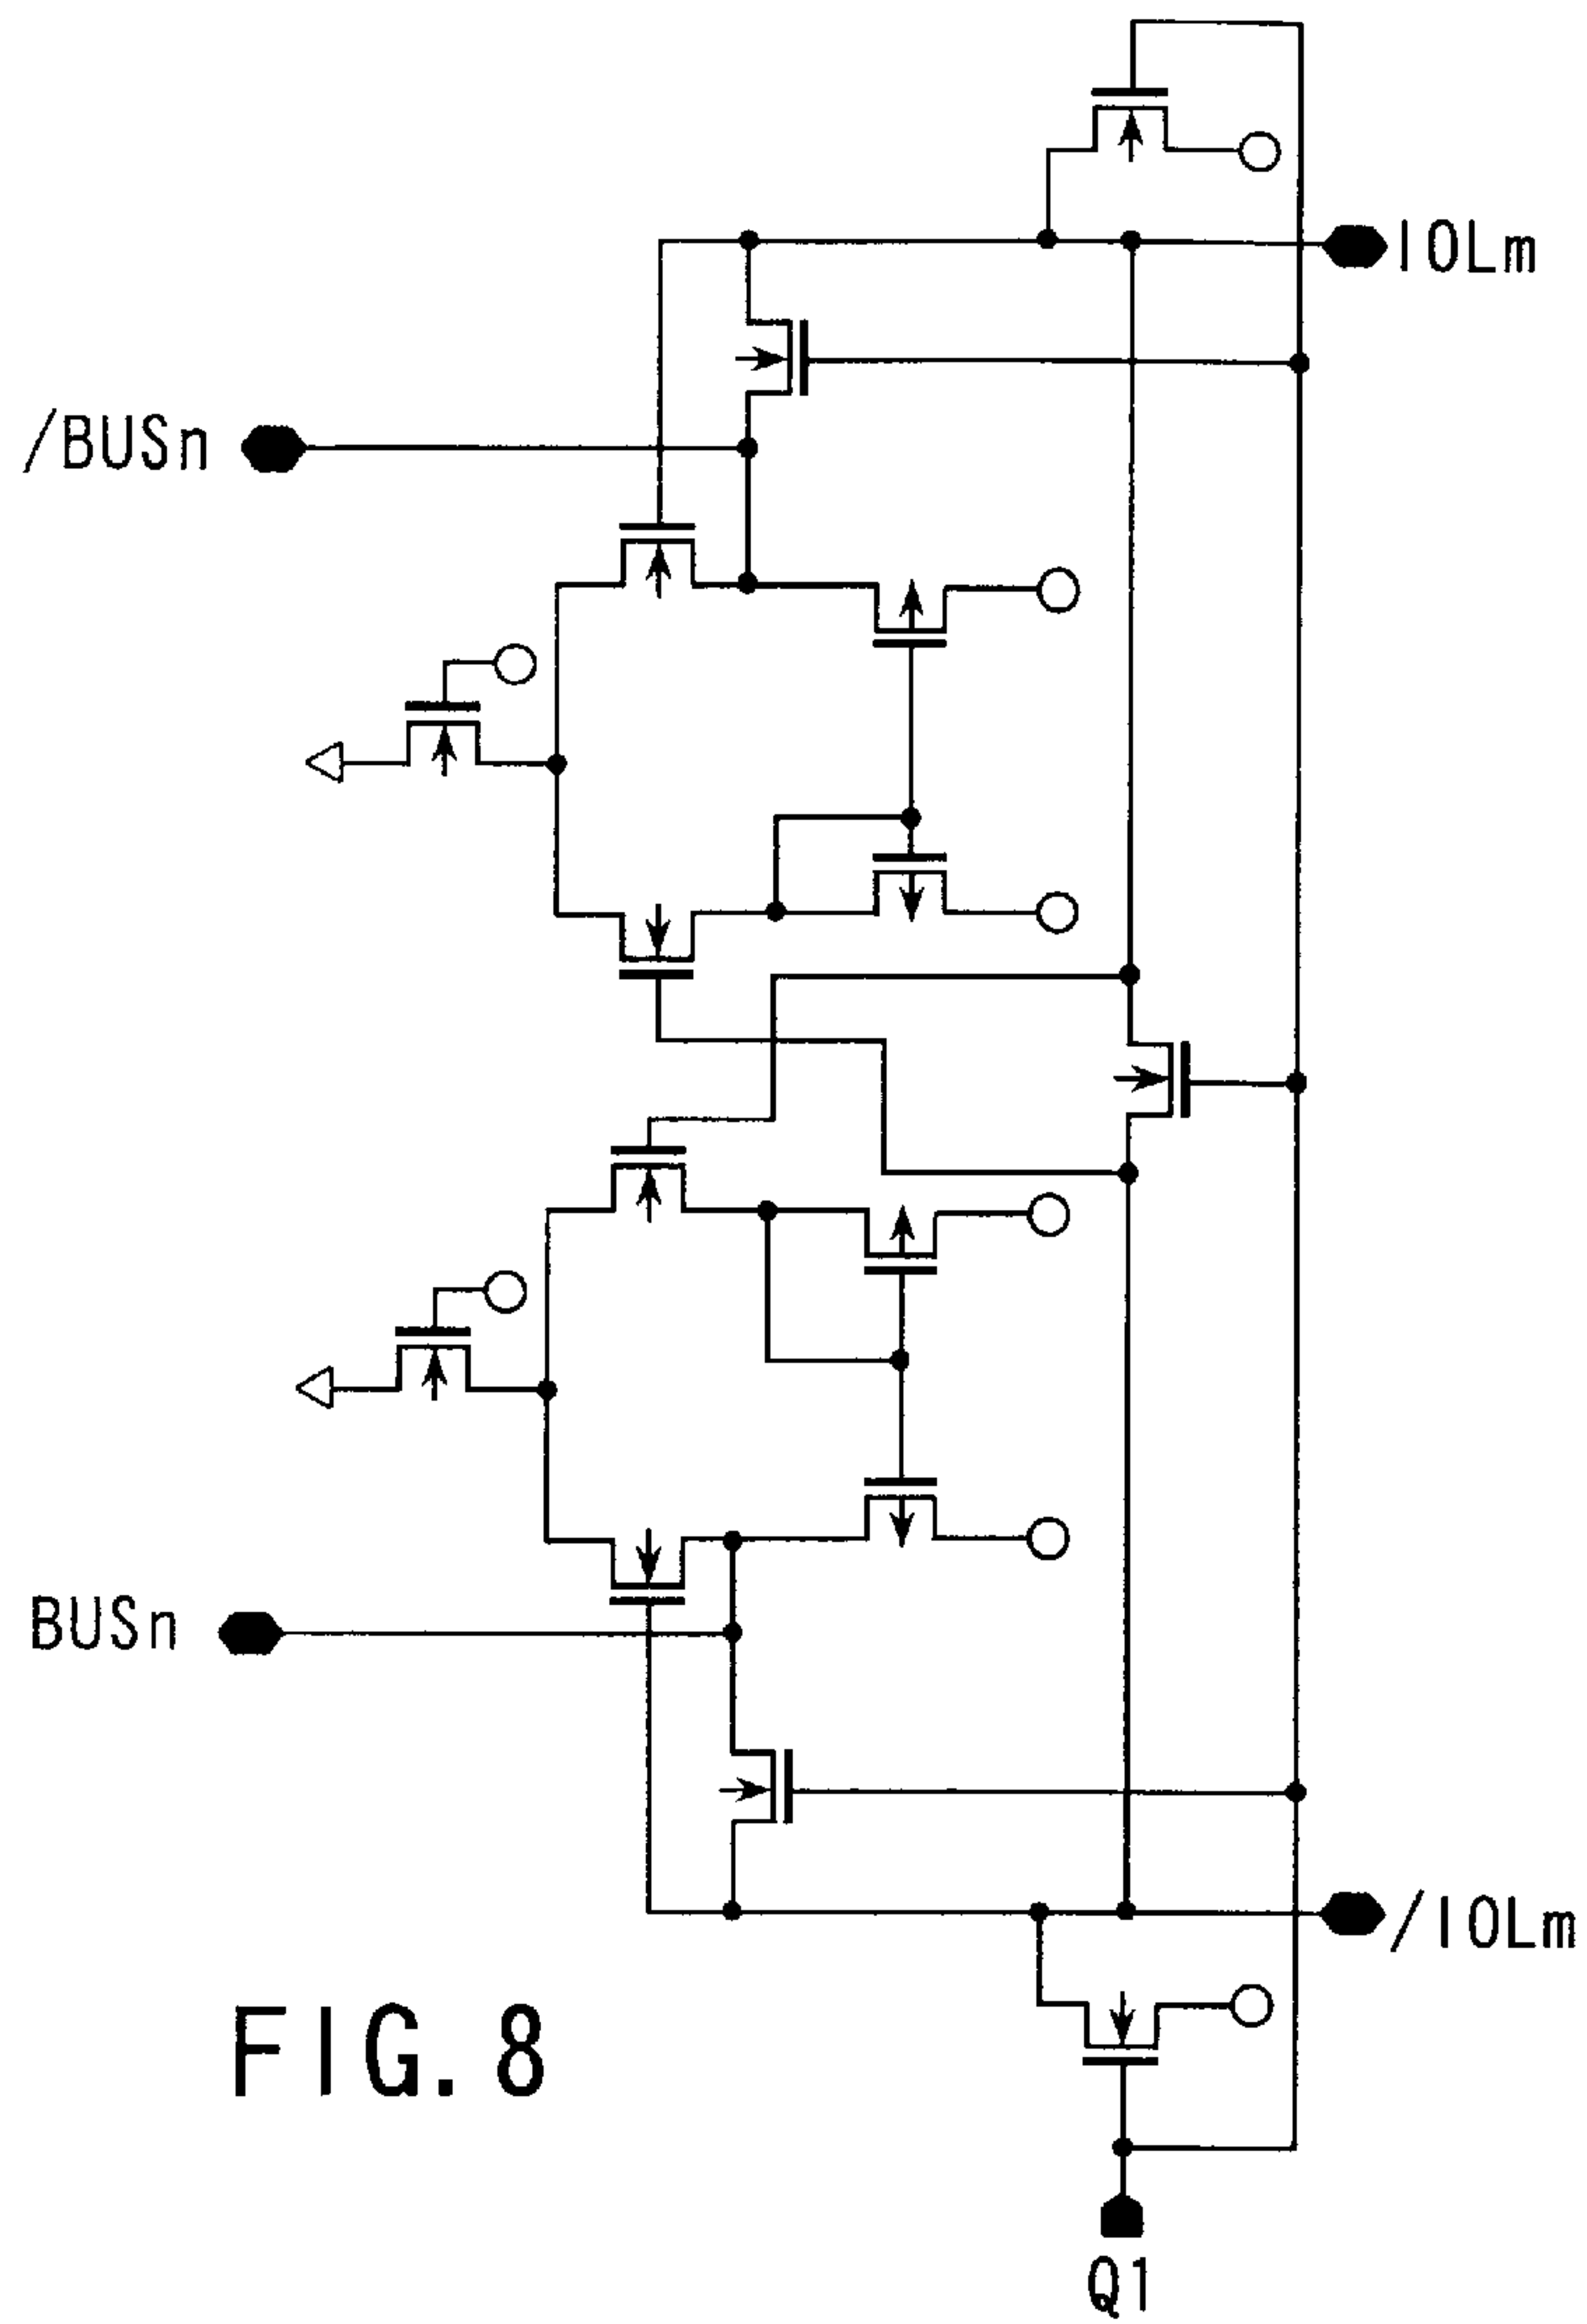 IOLm
/BUSn
BUSn
/IOLm
FIG. 8
Q1